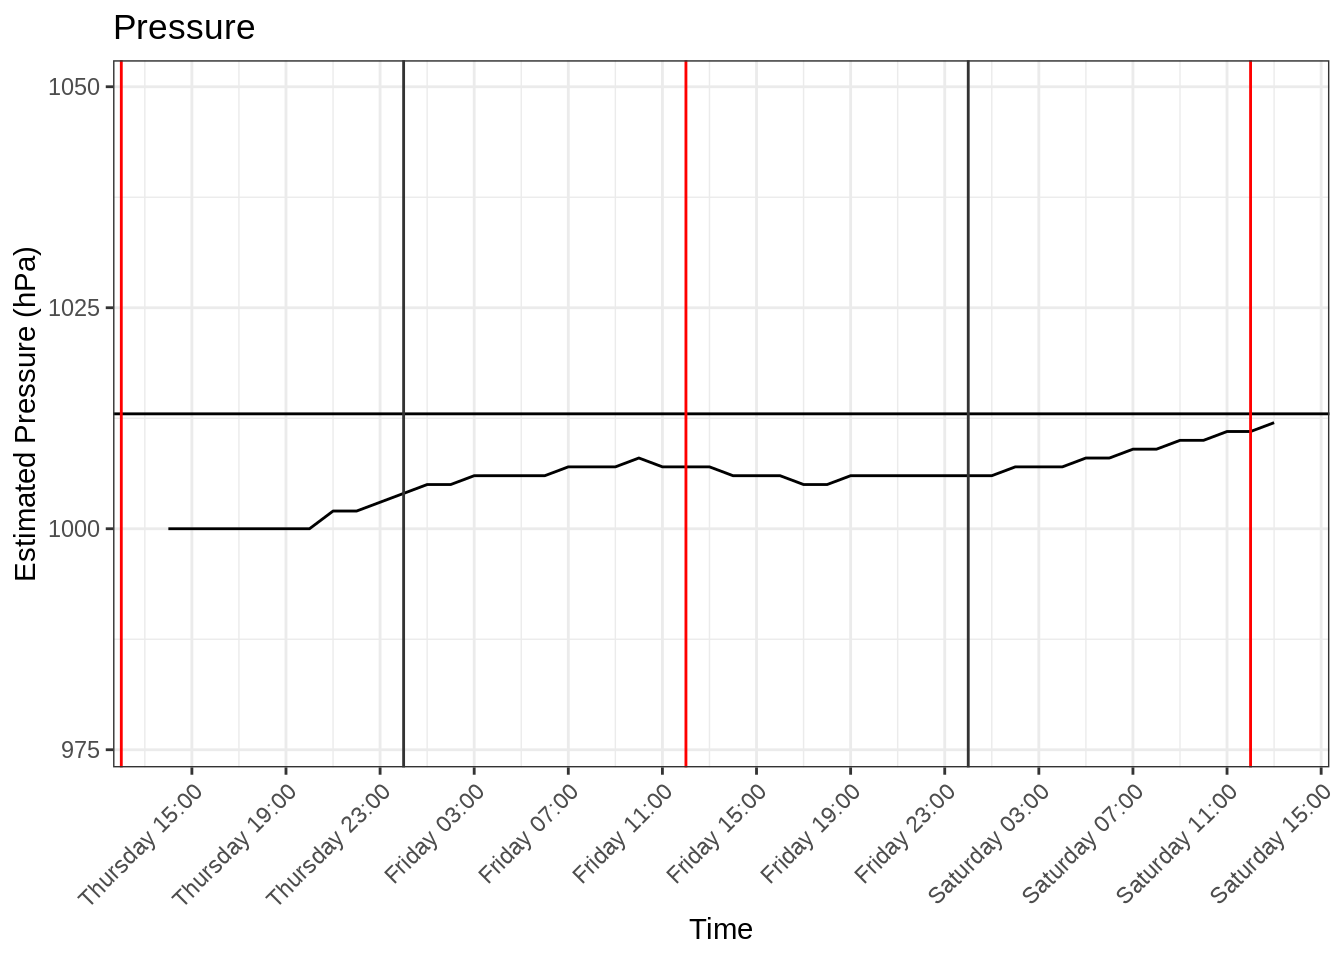 Pressure
Estimated Pressure (hPa)
1050
1025
1000
975
Thursday 15:00
Thursday 19:00
Thursday 23:00
Friday 03:00
Friday 07:00
Friday 11:00
Friday 15:00
Friday 19:00
Friday 23:00
Saturday 03:00
Saturday 07:00
Saturday 11:00
Saturday 15:00
Time